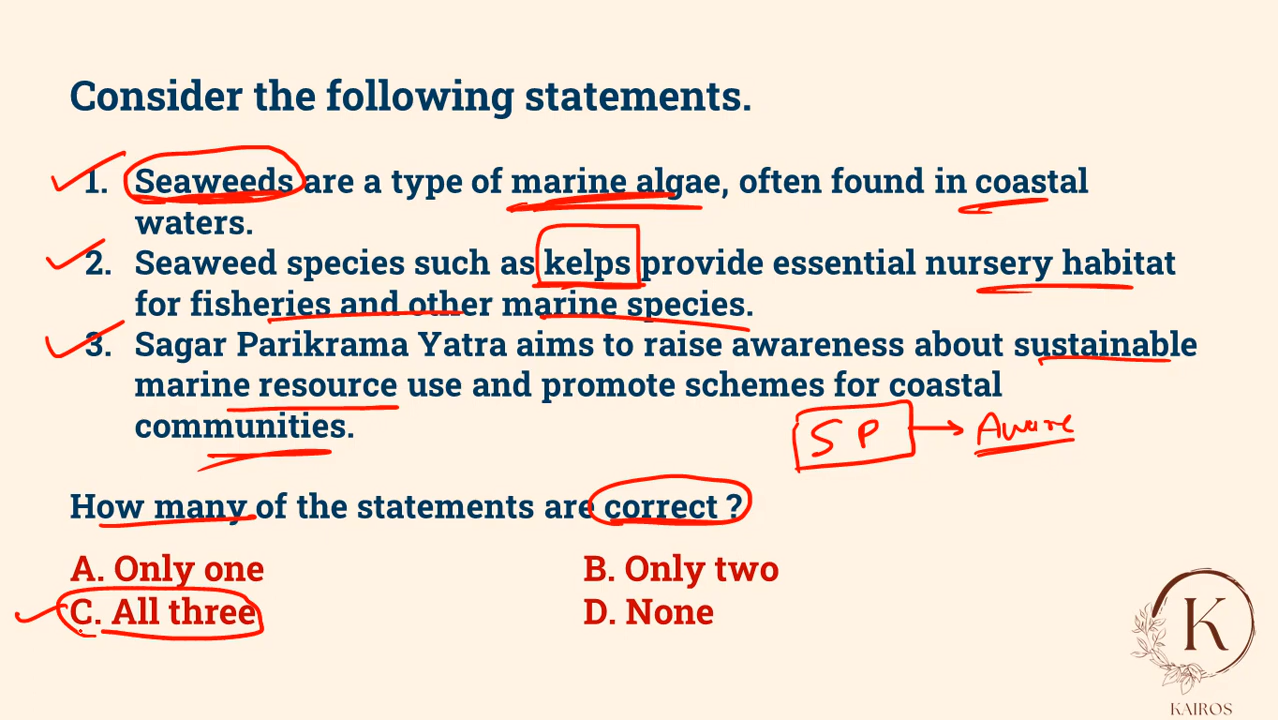 Consider the following statements.
1. Seaweeds are a type of marine algae, often found in coastal
waters.
2. Seaweed species such as kelps provide essential nursery habitat
for fisheries and other marine species.
3. Sagar Parikrama Yatra aims to raise awareness about sustainable
marine resource use and promote schemes for coastal
communities.
SP → Aware
How many of the statements are correct ?
A. Only one
B. Only two
C. All three
D. None
K
KAIROS